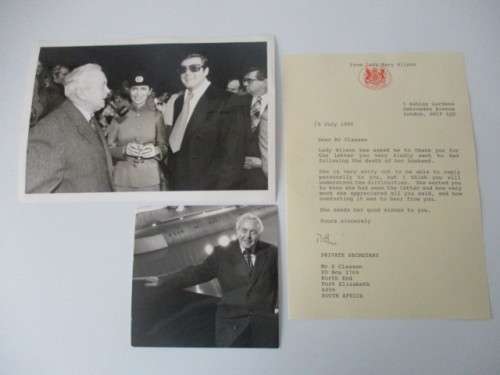 From Lady Mary Wilson
5 Ashley Gardens
London, SW1P 1QD
July 1995
Dear Mr Classen
Lady Wilson has asked me to thank you for
the letter you very kindly sent to her
following the death of her husband.
She is very sorry not to be able to reply
personally to you, but I think you will
understand the difficulties. She wanted you
to know she had seen the letter and how very
much she appreciated all you said, and how
comforting it was to hear from you.
She sends her good wishes to you.
Yours sincerely
PRIVATE SECRETARY
Mr Classen
PO Box
North End
Port Elizabeth
SOUTH AFRICA